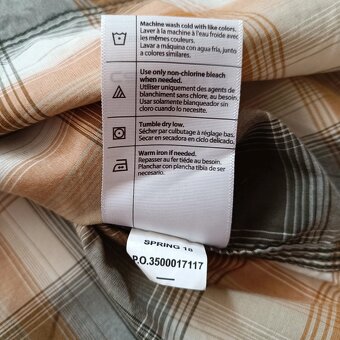 Machine wash cold with like colors.
Laver à la machine à l'eau froide avec
les mêmes couleurs.
Lavar a máquina con agua fría, junto
a colores similares.
Use only non-chlorine bleach
when needed.
Utiliser uniquement des agents de
blanchiment sans chlore, au besoin.
Usar solamente blanqueador sin
cloro cuando sea necesario.
Tumble dry low.
Sécher par culbutage à réglage bas.
Secar en secadora en ciclo delicado.
Warm iron if needed.
Repasser au fer tiède au besoin.
Planchar con plancha tibia de ser
necesario.
SPRING 18
P.O.3500017117